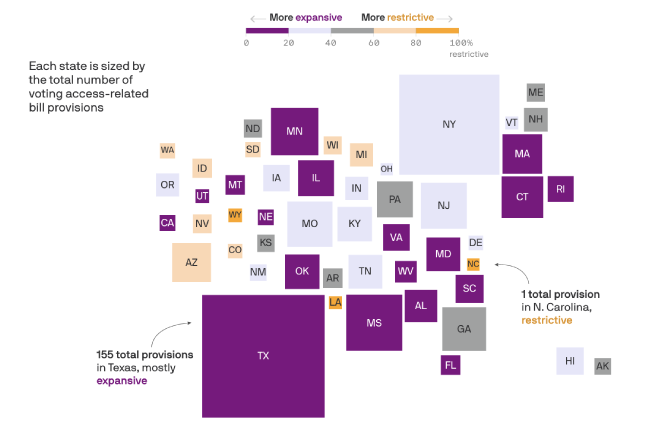 More expansive More restrictive
0 20 40 60 80 100%
restrictive
Each state is sized by
the total number of
voting access-related
bill provisions
ME
NY
VT NH
ND MN
WA SD WI MI MA
ID OH
OR UT MT IA IL IN PA NJ CT RI
CA NV WY NE MO KY
KS VA DE
AZ CO NM OK AR TN WV MD NC
SC
LA AL
TX MS GA
FL HI AK
1 total provision
in N. Carolina,
restrictive
155 total provisions
in Texas, mostly
expansive